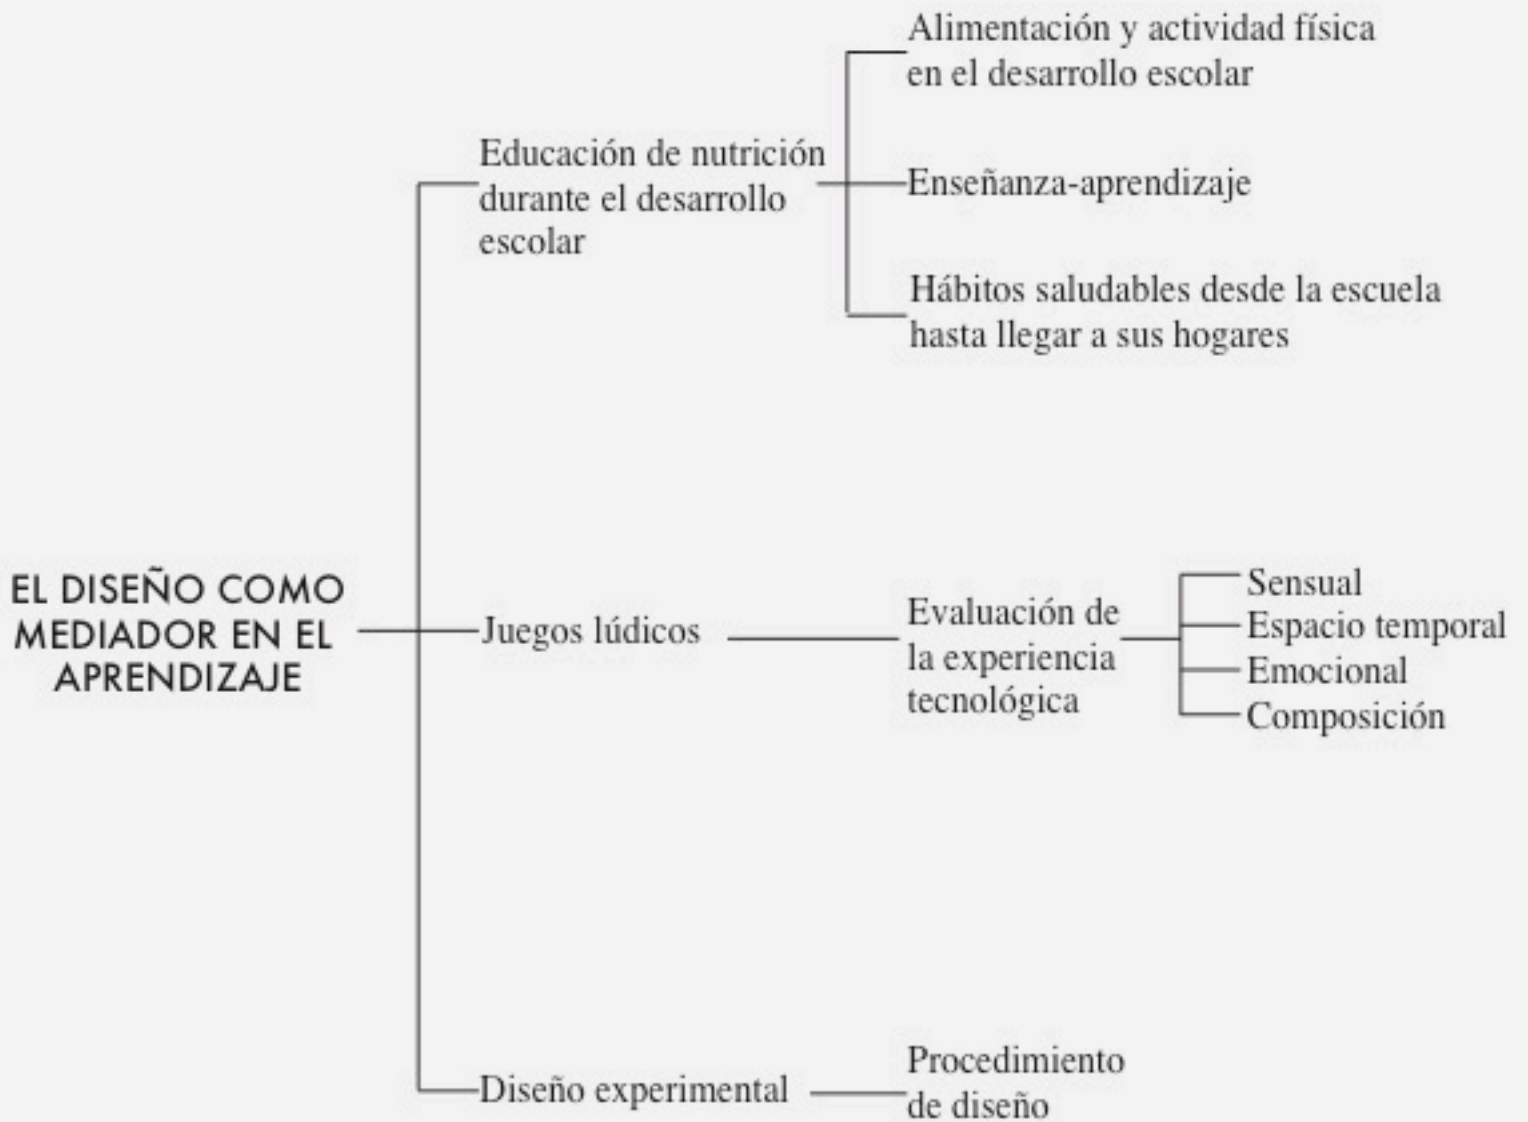 Alimentación y actividad física
en el desarrollo escolar
Educación de nutrición
durante el desarrollo
escolar
Enseñanza-aprendizaje
Hábitos saludables desde la escuela
hasta llegar a sus hogares
EL DISEÑO COMO
MEDIADOR EN EL
APRENDIZAJE
Juegos lúdicos
Evaluación de
la experiencia
tecnológica
Sensual
Espacio temporal
Emocional
Composición
Diseño experimental
Procedimiento
de diseño